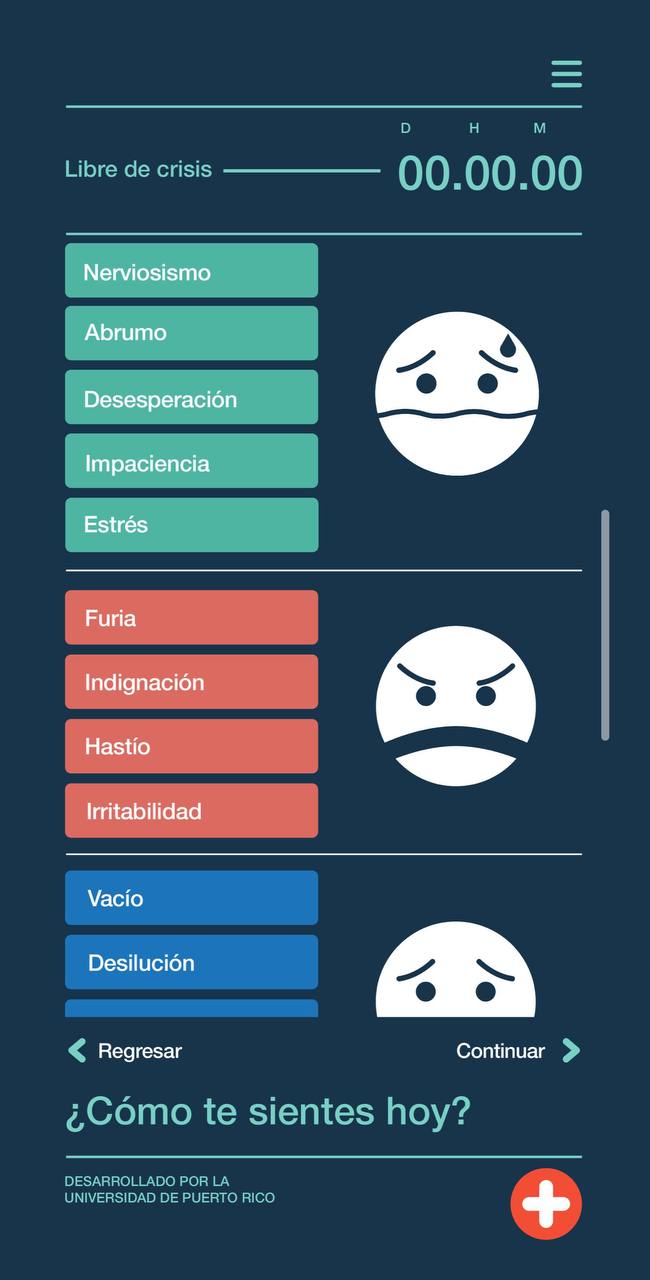 D H M
Libre de crisis 00.00.00
Nerviosismo
Abrumo
Desesperación
Impaciencia
Estrés
Furia
Indignación
Hastío
Irritabilidad
Vacío
Desilución
Regresar Continuar
¿Cómo te sientes hoy?
DESARROLLADO POR LA
UNIVERSIDAD DE PUERTO RICO